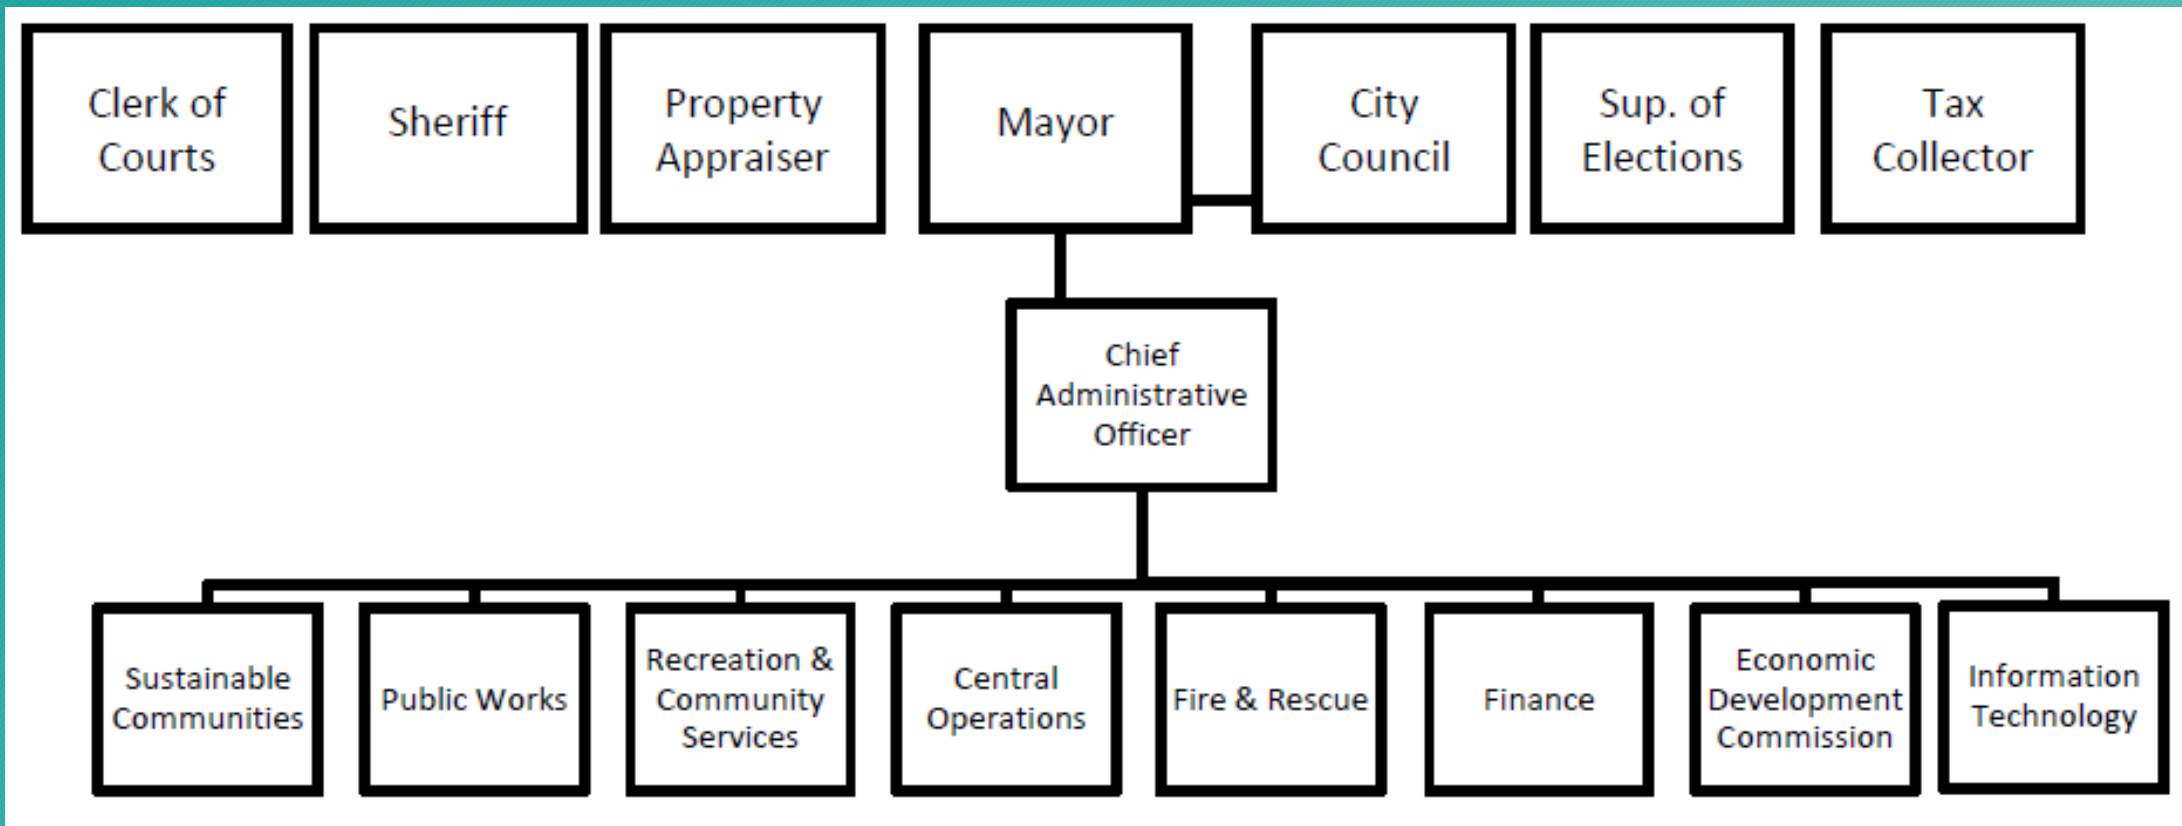 Clerk of
Courts
Sheriff
Property
Appraiser
Mayor
City
Council
Sup. of
Elections
Tax
Collector
Chief
Administrative
Officer
Sustainable
Communities
Public Works
Recreation &
Community
Services
Central
Operations
Fire & Rescue
Finance
Economic
Development
Commission
Information
Technology